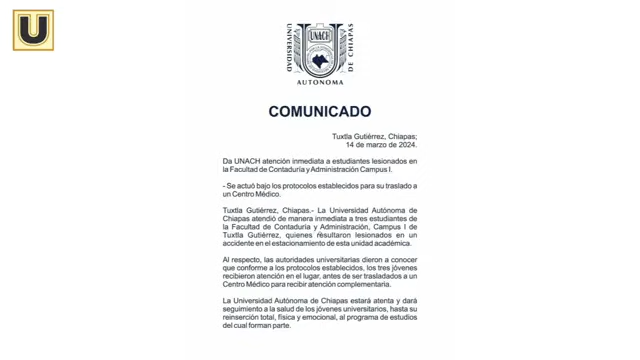 U
UNIVERSIDAD
UNACH
DE CHIAPAS
AUTONOMA
COMUNICADO
Tuxtla Gutiérrez, Chiapas;
14 de marzo de 2024.
Da UNACH atención inmediata a estudiantes lesionados en
la Facultad de Contaduría y Administración Campus I.
- Se actuó bajo los protocolos establecidos para su traslado a
un Centro Médico.
Tuxtla Gutiérrez, Chiapas.- La Universidad Autónoma de
Chiapas atendió de manera inmediata a tres estudiantes de
la Facultad de Contaduría y Administración, Campus I de
Tuxtla Gutiérrez, quienes resultaron lesionados en un
accidente en el estacionamiento de esta unidad académica.
Al respecto, las autoridades universitarias dieron a conocer
que conforme a los protocolos establecidos, los tres jóvenes
recibieron atención en el lugar, antes de ser trasladados a un
Centro Médico para recibir atención complementaria.
La Universidad Autónoma de Chiapas estará atenta y dará
seguimiento a la salud de los jóvenes universitarios, hasta su
reinserción total, física y emocional, al programa de estudios
del cual forman parte.